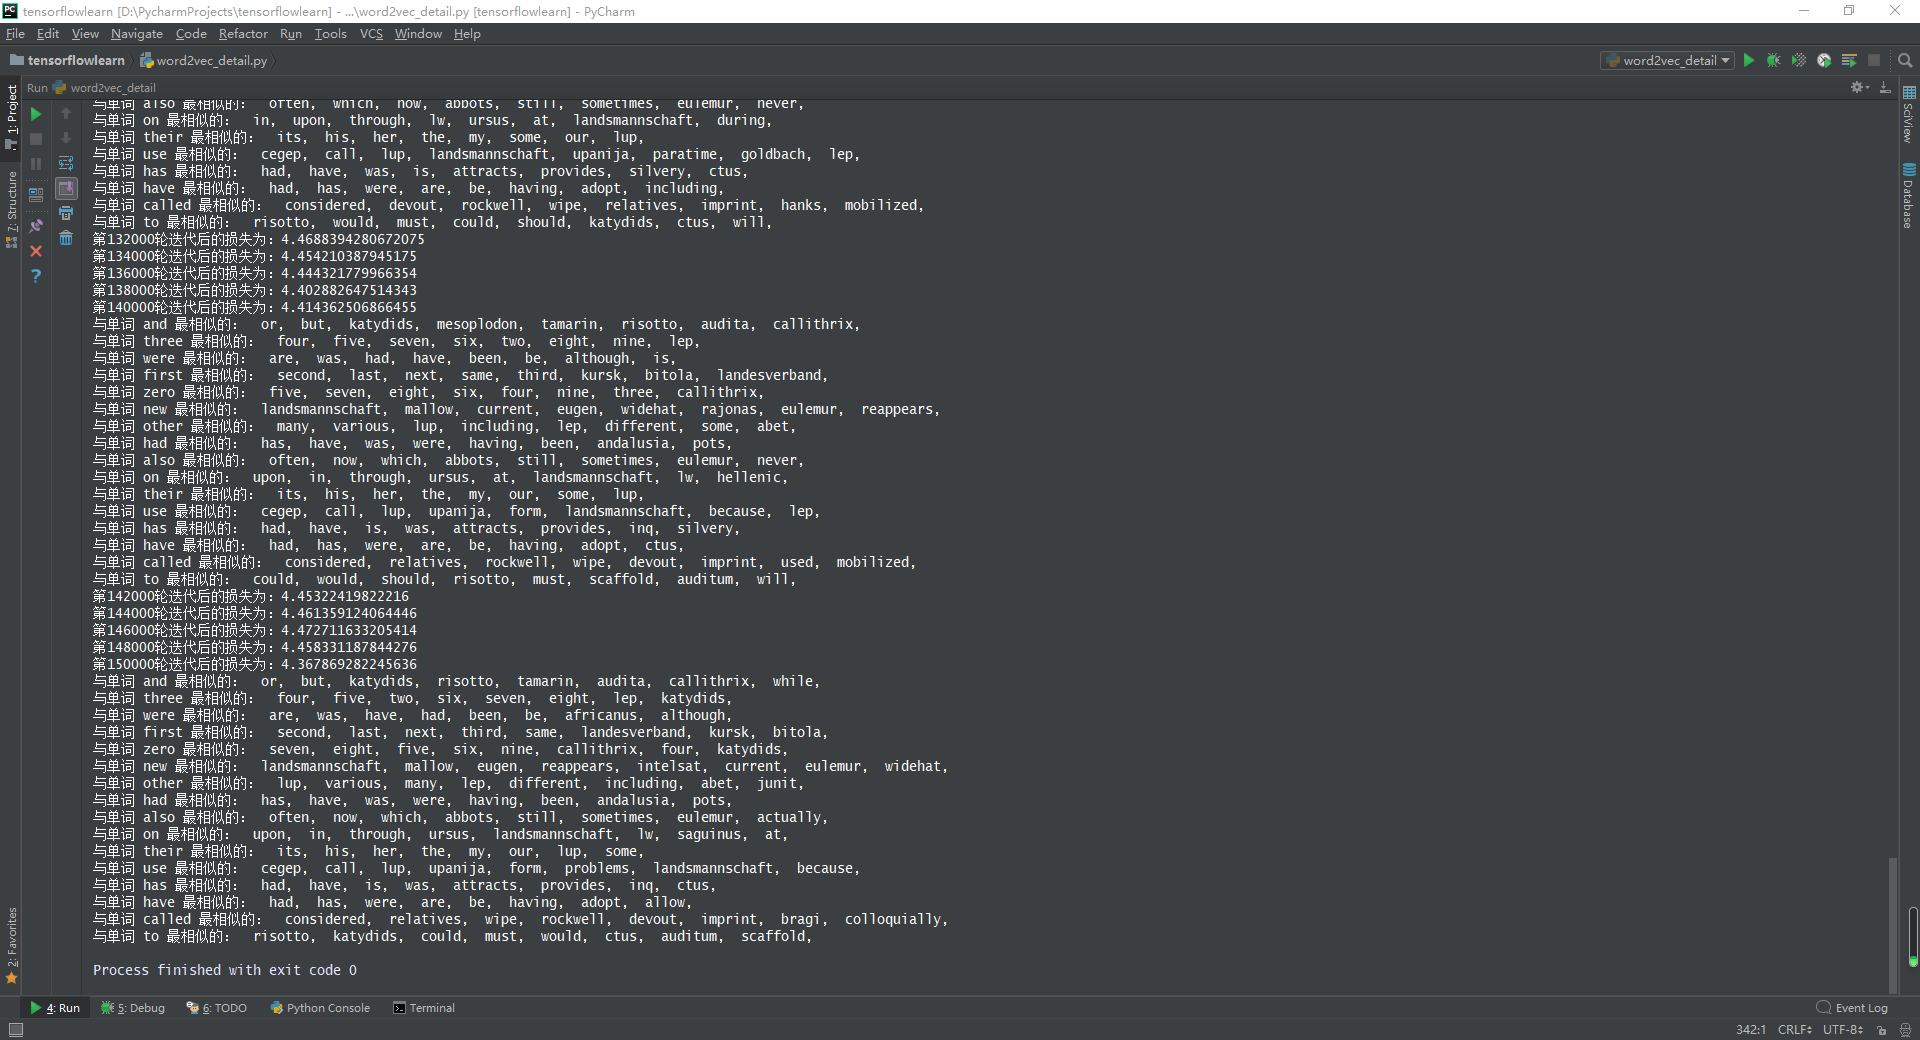 tensorflowlearn [D:\PycharmProjects\tensorflowlearn] - ...\word2vec_detail.py [tensorflowlearn] - PyCharm
File Edit View Navigate Code Refactor Run Tools VCS Window Help
tensorflowlearn word2vec_detail.py word2vec_detail
Run word2vec_detail
1: Project
7: Structure
2: Favorites
SciView
Database
与单词 also 最相似的: often, which, now, abbots, still, sometimes, eulemur, never,
与单词 on 最相似的: in, upon, through, lw, ursus, at, landsmannschaft, during,
与单词 their 最相似的: its, his, her, the, my, some, our, lup,
与单词 use 最相似的: cegep, call, lup, landsmannschaft, upanija, paratime, goldbach, lep,
与单词 has 最相似的: had, have, was, is, attracts, provides, silvery, ctus,
与单词 have 最相似的: had, has, were, are, be, having, adopt, including,
与单词 called 最相似的: considered, devout, rockwell, wipe, relatives, imprint, hanks, mobilized,
与单词 to 最相似的: risotto, would, must, could, should, katydids, ctus, will,
第132000轮迭代后的损失为: 4.4688394280672075
第134000轮迭代后的损失为: 4.454210387945175
第136000轮迭代后的损失为: 4.444321779966354
第138000轮迭代后的损失为: 4.402882647514343
第140000轮迭代后的损失为: 4.414362506866455
与单词 and 最相似的: or, but, katydids, mesoplodon, tamarin, risotto, audita, callithrix,
与单词 three 最相似的: four, five, seven, six, two, eight, nine, lep,
与单词 were 最相似的: are, was, had, have, been, be, although, is,
与单词 first 最相似的: second, last, next, same, third, kursk, bitola, landesverband,
与单词 zero 最相似的: five, seven, eight, six, four, nine, three, callithrix,
与单词 new 最相似的: landsmannschaft, mallow, current, eugen, widehat, rajonas, eulemur, reappears,
与单词 other 最相似的: many, various, lup, including, lep, different, some, abet,
与单词 had 最相似的: has, have, was, were, having, been, andalusia, pots,
与单词 also 最相似的: often, now, which, abbots, still, sometimes, eulemur, never,
与单词 on 最相似的: upon, in, through, ursus, at, landsmannschaft, lw, hellenic,
与单词 their 最相似的: its, his, her, the, my, our, some, lup,
与单词 use 最相似的: cegep, call, lup, upanija, form, landsmannschaft, because, lep,
与单词 has 最相似的: had, have, is, was, attracts, provides, inq, silvery,
与单词 have 最相似的: had, has, were, are, be, having, adopt, ctus,
与单词 called 最相似的: considered, relatives, rockwell, wipe, devout, imprint, used, mobilized,
与单词 to 最相似的: could, would, should, risotto, must, scaffold, auditum, will,
第142000轮迭代后的损失为: 4.45322419822216
第144000轮迭代后的损失为: 4.461359124064446
第146000轮迭代后的损失为: 4.472711633205414
第148000轮迭代后的损失为: 4.458331187844276
第150000轮迭代后的损失为: 4.367869282245636
与单词 and 最相似的: or, but, katydids, risotto, tamarin, audita, callithrix, while,
与单词 three 最相似的: four, five, two, six, seven, eight, lep, katydids,
与单词 were 最相似的: are, was, have, had, been, be, africanus, although,
与单词 first 最相似的: second, last, next, third, same, landesverband, kursk, bitola,
与单词 zero 最相似的: seven, eight, five, six, nine, callithrix, four, katydids,
与单词 new 最相似的: landsmannschaft, mallow, eugen, reappears, intelsat, current, eulemur, widehat,
与单词 other 最相似的: lup, various, many, lep, different, including, abet, junit,
与单词 had 最相似的: has, have, was, were, having, been, andalusia, pots,
与单词 also 最相似的: often, now, which, abbots, still, sometimes, eulemur, actually,
与单词 on 最相似的: upon, in, through, ursus, landsmannschaft, lw, saguinus, at,
与单词 their 最相似的: its, his, her, the, my, our, lup, some,
与单词 use 最相似的: cegep, call, lup, upanija, form, problems, landsmannschaft, because,
与单词 has 最相似的: had, have, is, was, attracts, provides, inq, ctus,
与单词 have 最相似的: had, has, were, are, be, having, adopt, allow,
与单词 called 最相似的: considered, relatives, wipe, rockwell, devout, imprint, bragi, colloquially,
与单词 to 最相似的: risotto, katydids, could, must, would, ctus, auditum, scaffold,
Process finished with exit code 0
4: Run 5: Debug 6: TODO Python Console Terminal Event Log
342:1 CRLF UTF-8